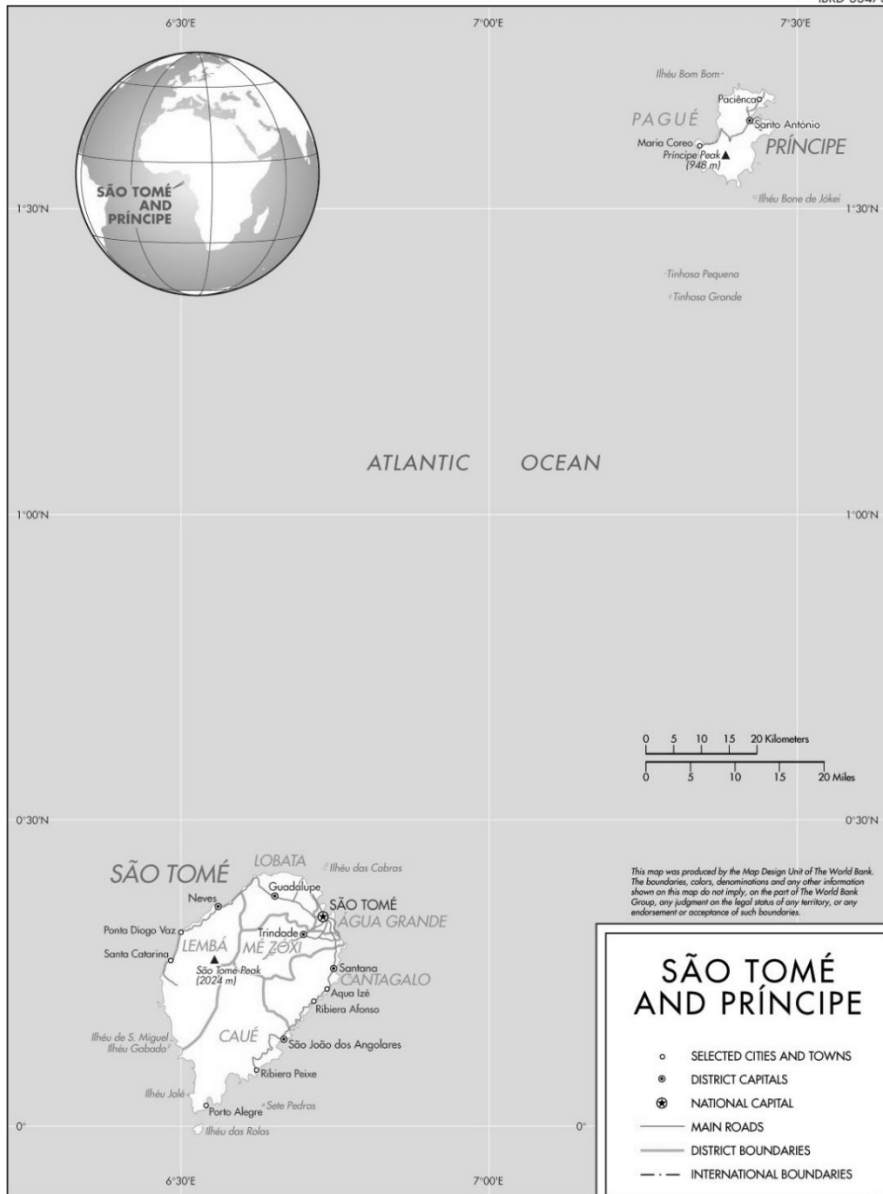 6°30'E
7°00'E
7°30'E
Ilhéu Bom Bom
Paciênca
PAGUÉ
Santo António
Maria Coreo
PRÍNCIPE
Príncipe Peak
(948 m)
Ilhéu Bone de Jókei
SÃO TOMÉ
AND
PRÍNCIPE
1°30'N
1°30'N
Tinhosa Pequena
Tinhosa Grande
ATLANTIC OCEAN
1°00'N
1°00'N
0 5 10 15 20 Kilometers
0 5 10 15 20 Miles
0°30'N
0°30'N
This map was produced by the Map Design Unit of The World Bank.
The boundaries, colors, denominations and any other information
shown on this map do not imply, on the part of The World Bank
Group, any judgment on the legal status of any territory, or any
endorsement or acceptance of such boundaries.
LOBATA
Ilhéu das Cabras
SÃO TOMÉ
Guadalupe
Neves
SÃO TOMÉ
ÁGUA GRANDE
Ponta Diogo Vaz
Trindade
LEMBÁ
MÉ ZÓXI
Santa Catarina
São Tomé Peak
(2024 m)
Santana
CANTAGALO
Aqua Izé
Ribiera Afonso
CAUÉ
Ilhéu de S. Miguel
São João dos Angolares
Ilhéu Gabado
Ribiera Peixe
Ilhéu Jalé
Sete Pedras
Porto Alegre
Ilhéu das Rolas
0°
0°
6°30'E
7°00'E
SÃO TOMÉ
AND PRÍNCIPE
SELECTED CITIES AND TOWNS
DISTRICT CAPITALS
NATIONAL CAPITAL
MAIN ROADS
DISTRICT BOUNDARIES
INTERNATIONAL BOUNDARIES